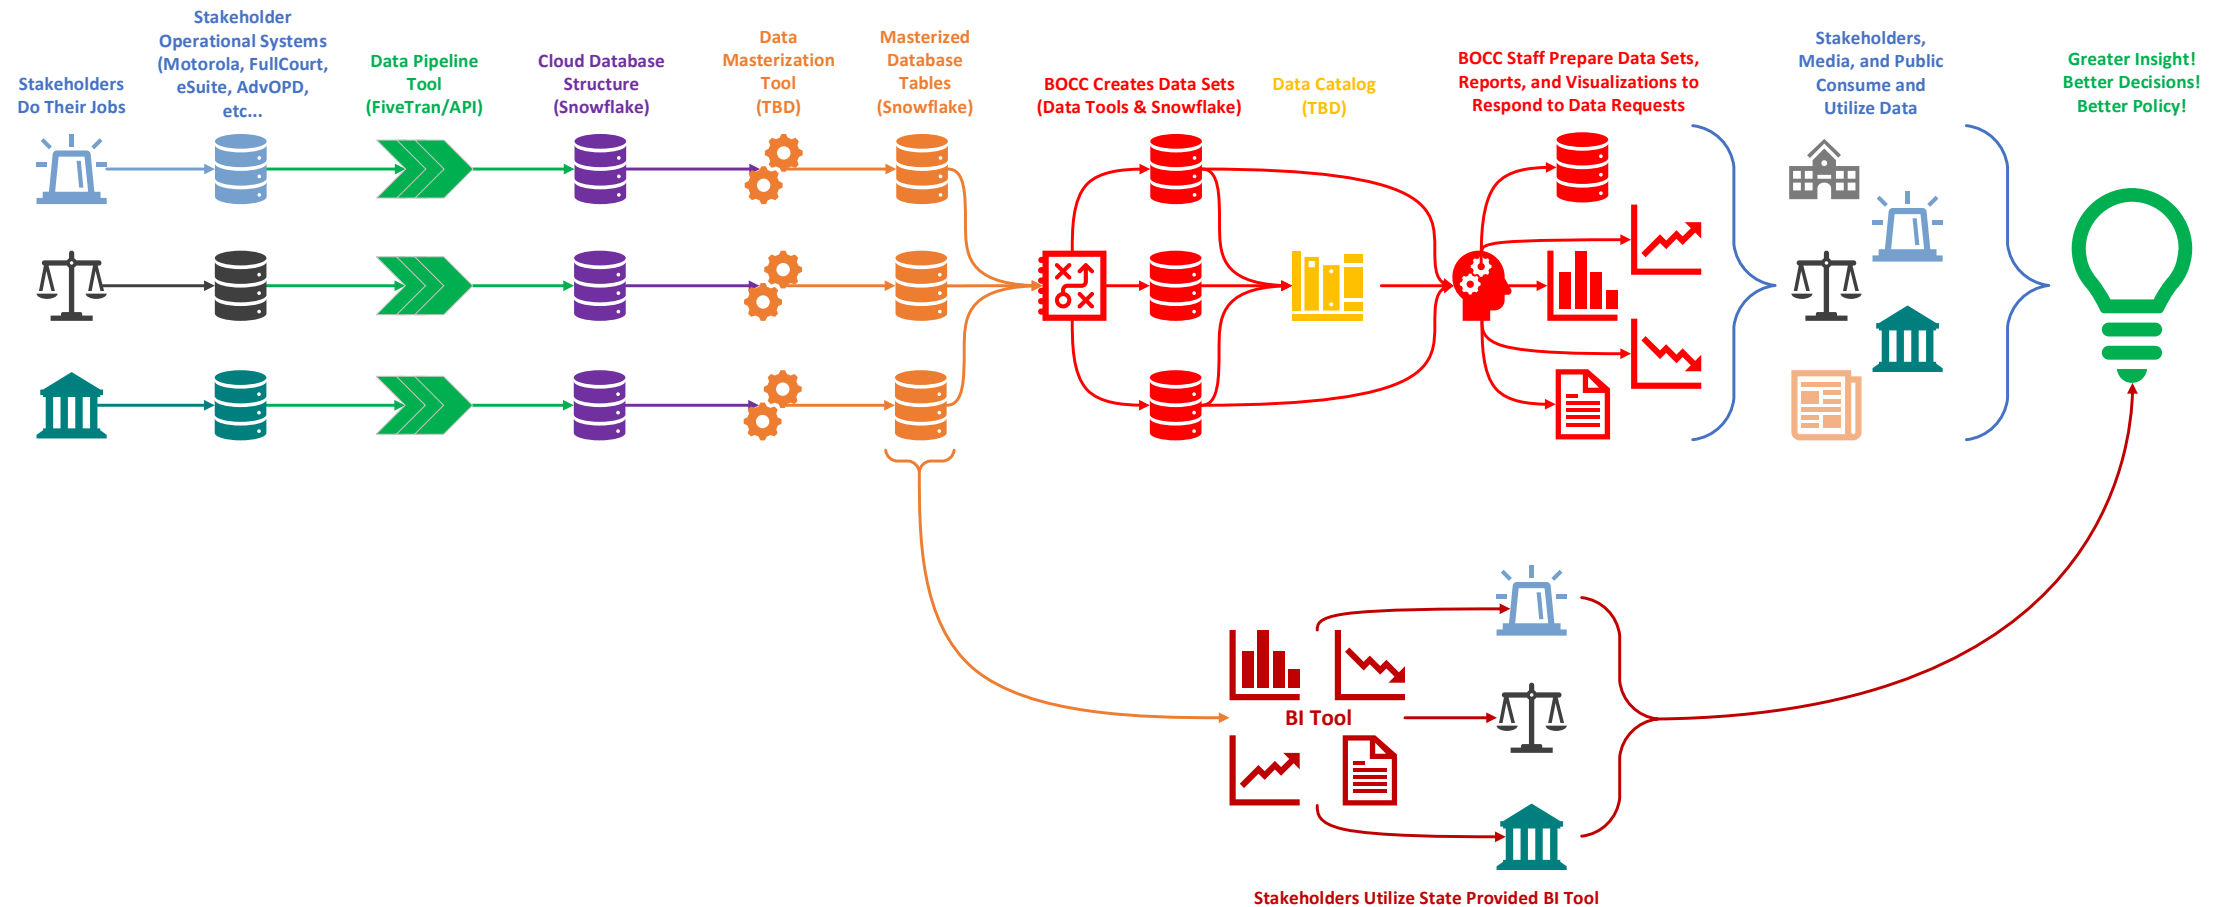 Stakeholders
Do Their Jobs
Stakeholder
Operational Systems
(Motorola, FullCourt,
eSuite, AdvOPD,
etc...
Data Pipeline
Tool
(FiveTran/API)
Cloud Database
Structure
(Snowflake)
Data
Masterization
Tool
(TBD)
Masterized
Database
Tables
(Snowflake)
BOCC Creates Data Sets
(Data Tools & Snowflake)
Data Catalog
(TBD)
BOCC Staff Prepare Data Sets,
Reports, and Visualizations to
Respond to Data Requests
Stakeholders,
Media, and Public
Consume and
Utilize Data
Greater Insight!
Better Decisions!
Better Policy!
BI Tool
Stakeholders Utilize State Provided BI Tool